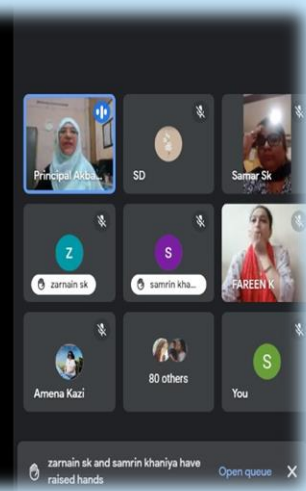 Principal Akba...
SD
Samar Sk
Z
zarnain sk
S
samrin kha...
FAREEN K
Amena Kazi
80 others
S
You
zarnain sk and samrin khaniya have
raised hands
Open queue X